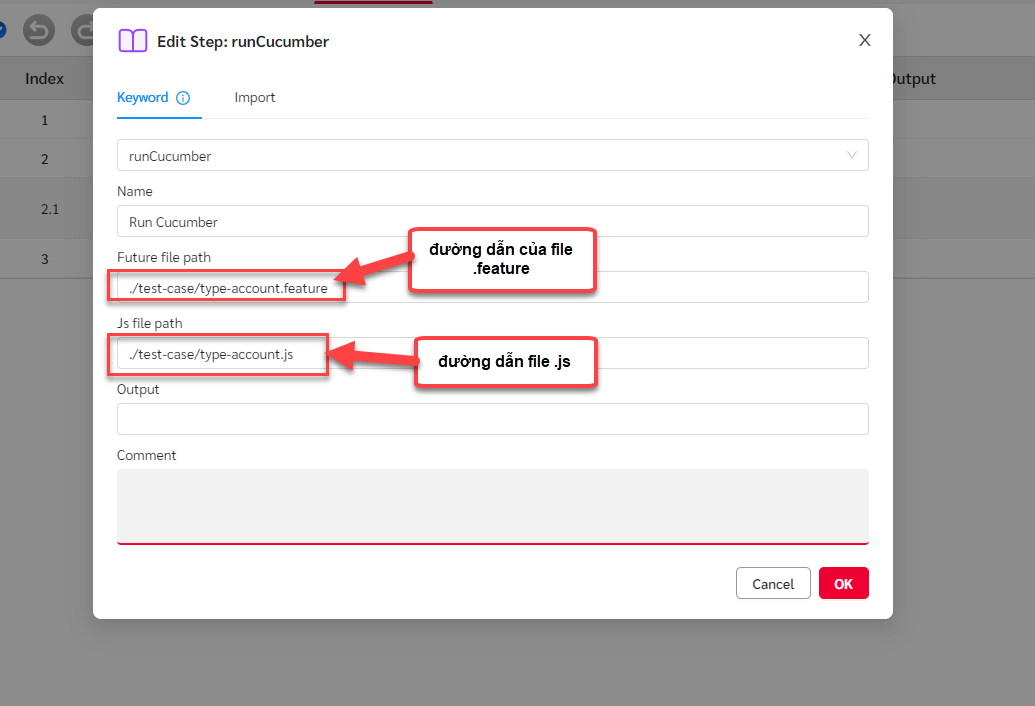 Edit Step: runCucumber
Index
Output
Keyword
Import
1
2
2.1
3
runCucumber
Name
Run Cucumber
Future file path
./test-case/type-account.feature
đường dẫn của file
.feature
Js file path
./test-case/type-account.js
đường dẫn file .js
Output
Comment
Cancel
OK